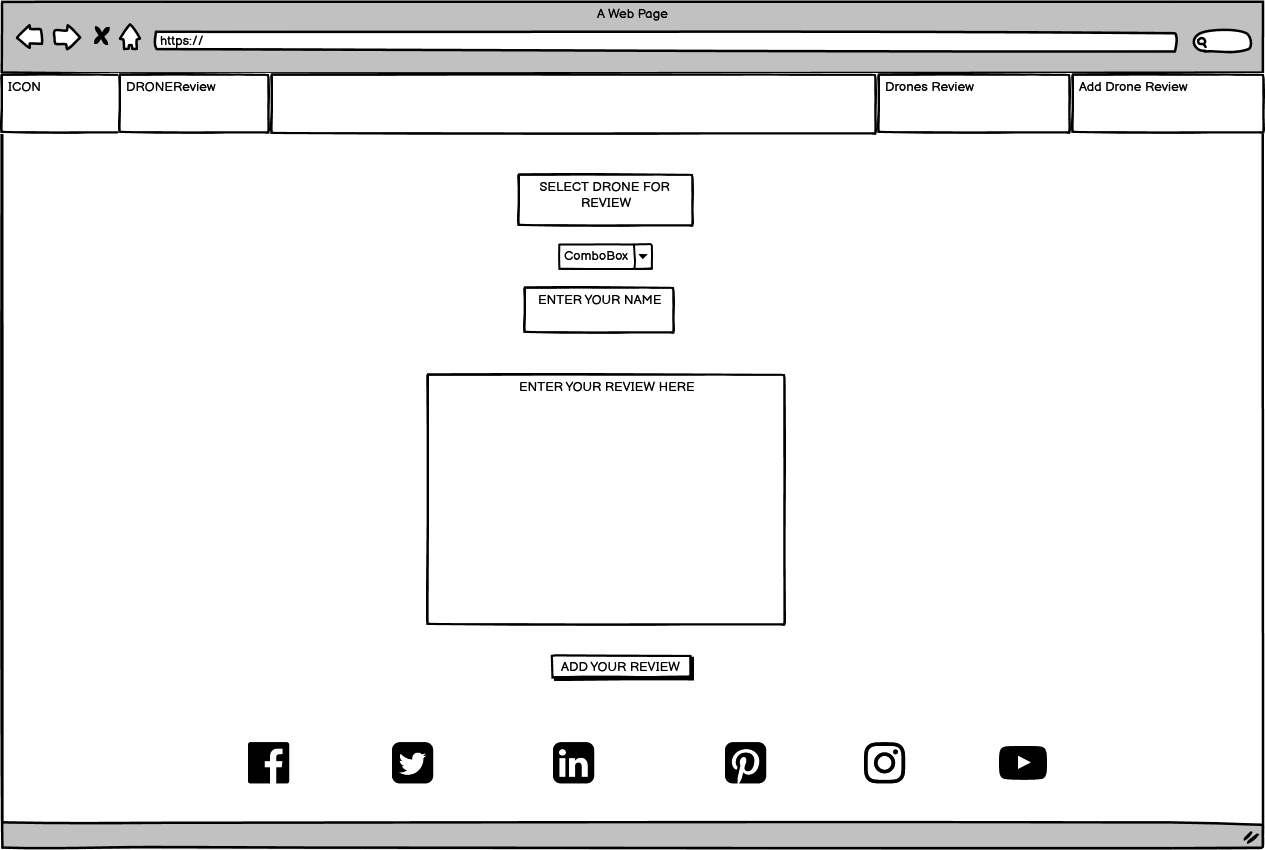 A Web Page
https://
ICON
DRONEReview
Drones Review
Add Drone Review
SELECT DRONE FOR
REVIEW
ComboBox
ENTER YOUR NAME
ENTER YOUR REVIEW HERE
ADD YOUR REVIEW